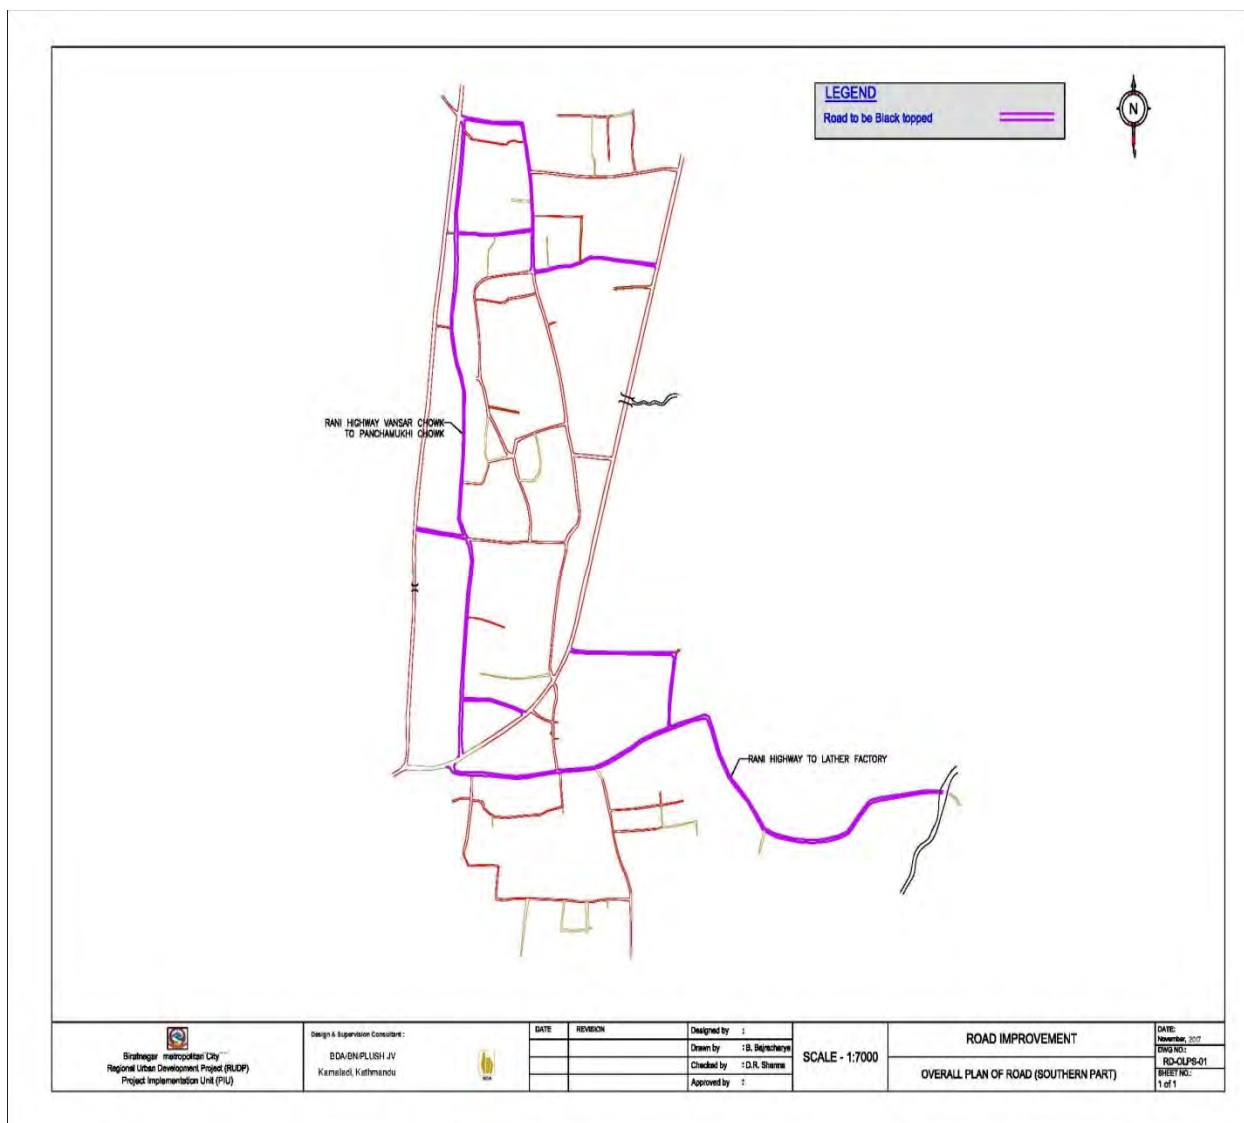 LEGEND
Road to be Black topped
N
RANI HIGHWAY VANSAR CHOWK
TO PANCHAMUKHI CHOWK
RANI HIGHWAY TO LATHER FACTORY
Biratnagar metropolitan City
Regional Urban Development Project (RUDP)
Project Implementation Unit (PIU)
Design & Supervision Consultant :
BDA/BN/PLUSH JV
Kamaladi, Kathmandu
BDA
DATE REVISION
Designed by :
Drawn by : B. Bajracharya
Checked by : D.R. Sharma
Approved by :
SCALE - 1:7000
ROAD IMPROVEMENT
OVERALL PLAN OF ROAD (SOUTHERN PART)
DATE:
November, 2017
DWG NO.:
RD-OLPS-01
SHEET NO.:
1 of 1